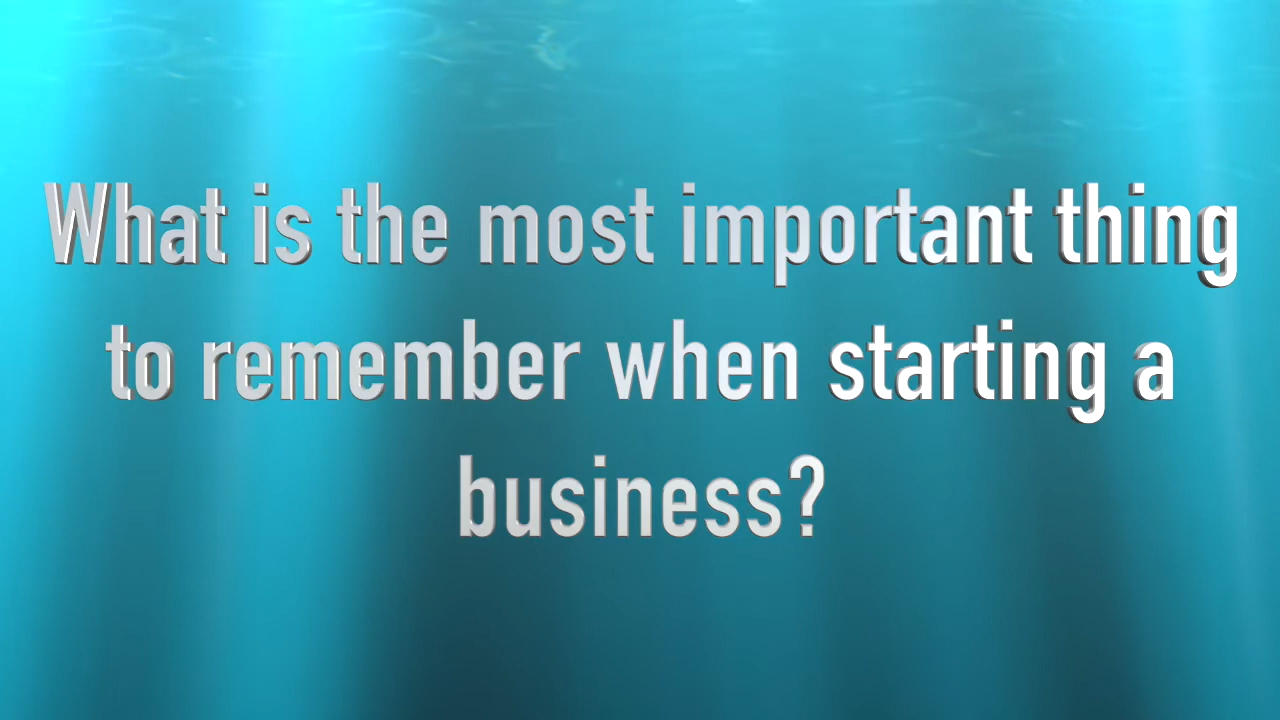 What is the most important thing
to remember when starting a
business?